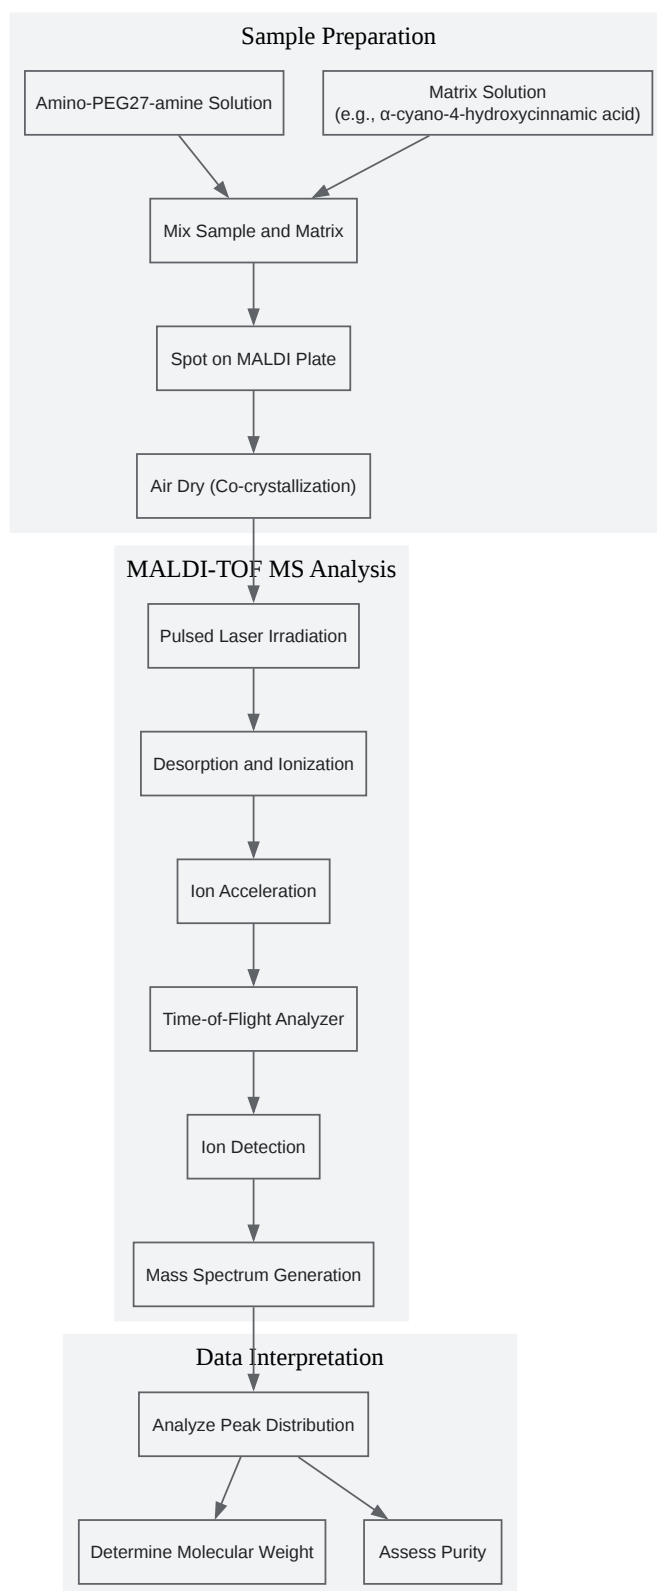 Sample Preparation
Amino-PEG27-amine Solution
Matrix Solution
(e.g., α-cyano-4-hydroxycinnamic acid)
Mix Sample and Matrix
Spot on MALDI Plate
Air Dry (Co-crystallization)
MALDI-TOF MS Analysis
Pulsed Laser Irradiation
Desorption and Ionization
Ion Acceleration
Time-of-Flight Analyzer
Ion Detection
Mass Spectrum Generation
Data Interpretation
Analyze Peak Distribution
Determine Molecular Weight
Assess Purity